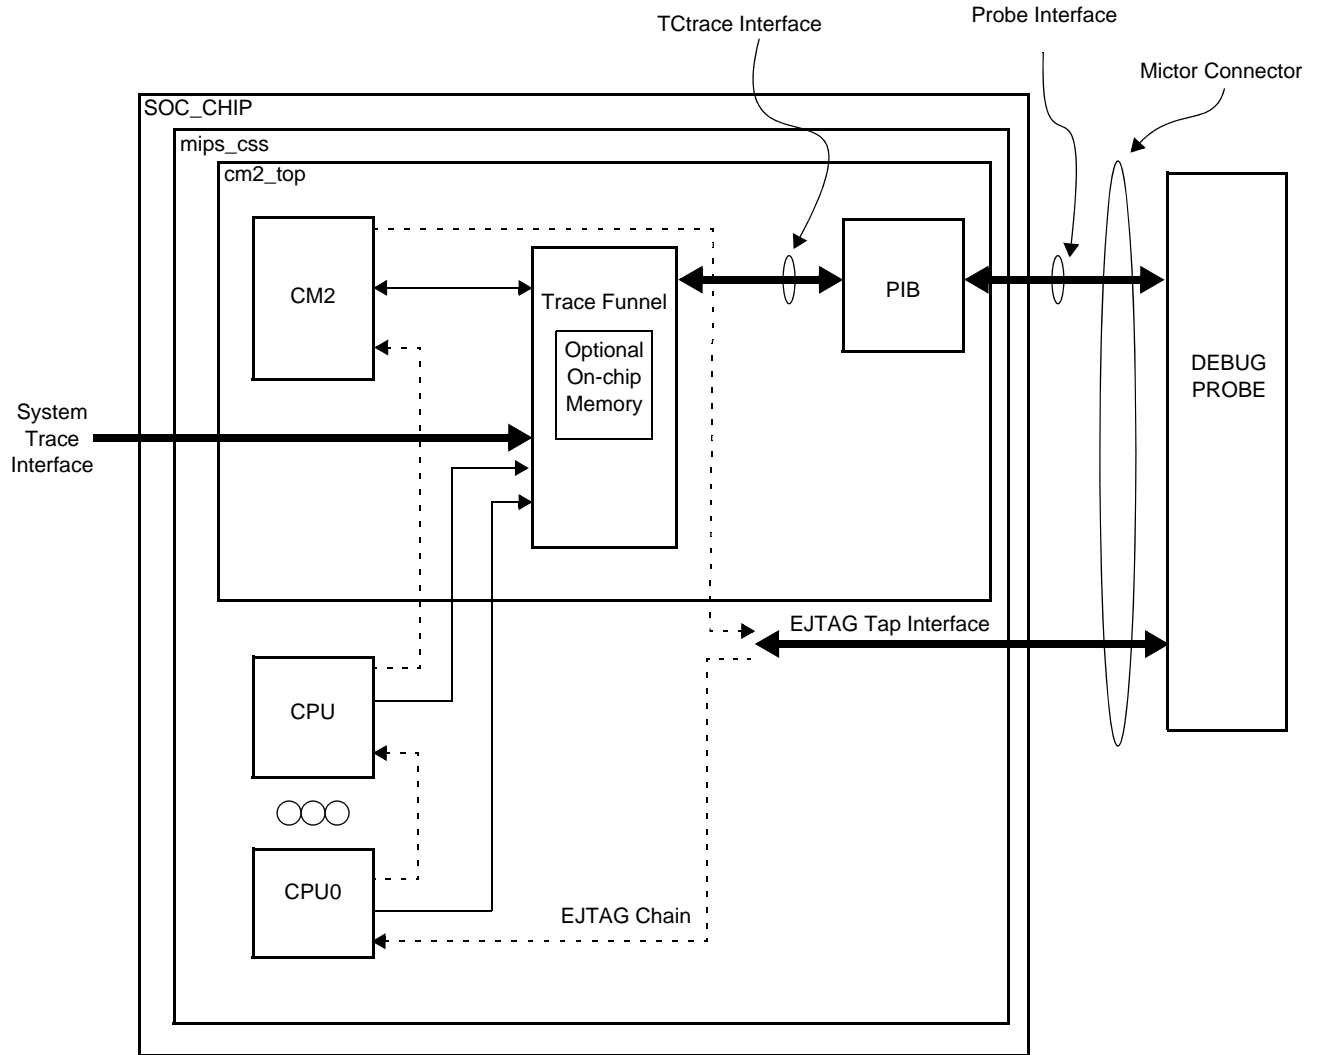 TCtrace Interface
Probe Interface
Mictor Connector
SOC_CHIP
mips_css
cm2_top
CM2
Trace Funnel
Optional
On-chip
Memory
PIB
DEBUG
PROBE
System
Trace
Interface
EJTAG Tap Interface
CPU
CPU0
EJTAG Chain